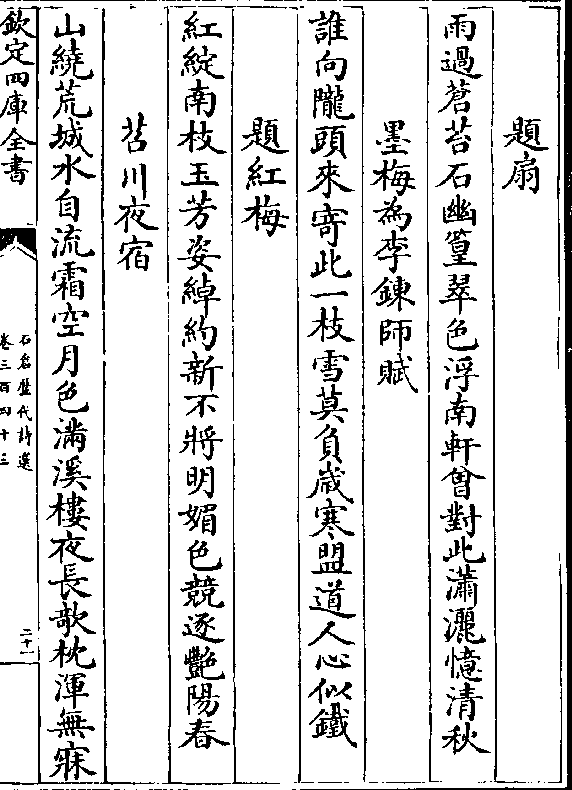 題扇
雨過蒼苔石幽篁翠色浮南軒曾對此瀟灑憶清秋
墨梅為李鍊師賦
誰向隴頭來寄此一枝雪莫負歳寒盟道人心似鐵
題紅梅
紅綻南枝玉芳姿綽約新不將明媚色競逐艶陽春
苕川夜宿
山繞荒城水自流霜空月色滿溪樓夜長欹枕渾無寐
欽定四庫全書
石倉歴代詩選
卷三百四十三
二十一